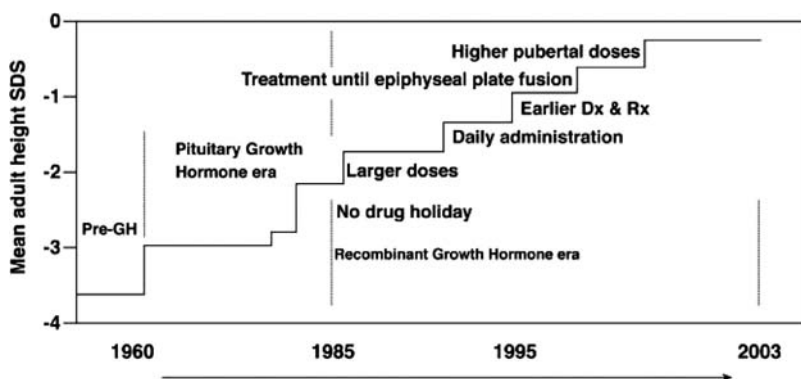 Mean adult height SDS
0
-1
-2
-3
-4
Higher pubertal doses
Treatment until epiphyseal plate fusion
Earlier Dx & Rx
Daily administration
Pituitary Growth
Hormone era
Larger doses
No drug holiday
Pre-GH
Recombinant Growth Hormone era
1960
1985
1995
2003